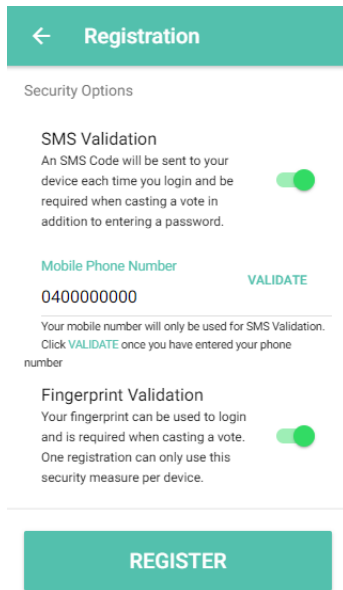 Registration
Security Options
SMS Validation
An SMS Code will be sent to your
device each time you login and be
required when casting a vote in
addition to entering a password.
Mobile Phone Number
VALIDATE
0400000000
Your mobile number will only be used for SMS Validation.
Click VALIDATE once you have entered your phone
number
Fingerprint Validation
Your fingerprint can be used to login
and is required when casting a vote.
One registration can only use this
security measure per device.
REGISTER